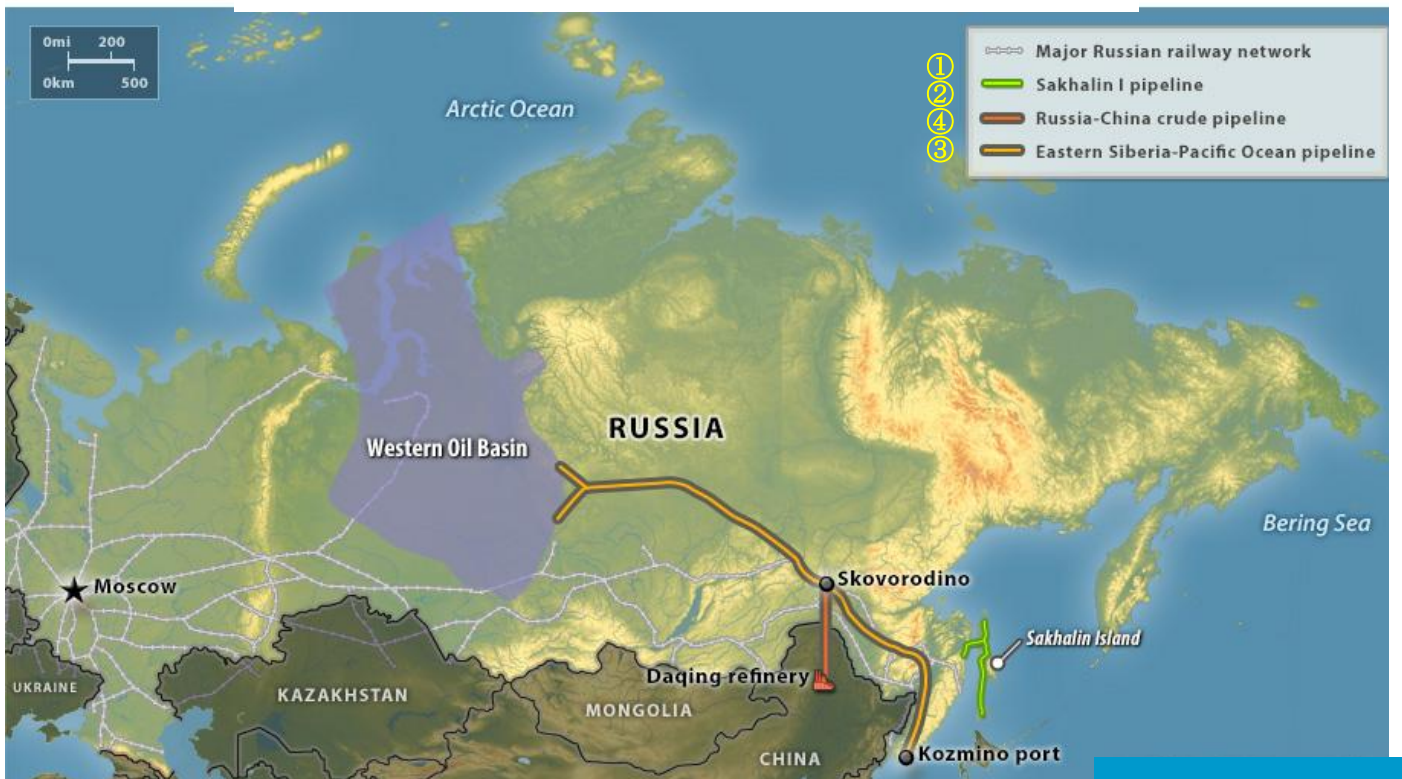 0mi 200
0km 500
Arctic Ocean
① Major Russian railway network
② Sakhalin I pipeline
④ Russia-China crude pipeline
③ Eastern Siberia-Pacific Ocean pipeline
RUSSIA
Western Oil Basin
Bering Sea
Moscow
Skovorodino
Sakhalin Island
Daqing refinery
UKRAINE
KAZAKHSTAN
MONGOLIA
CHINA
Kozmino port